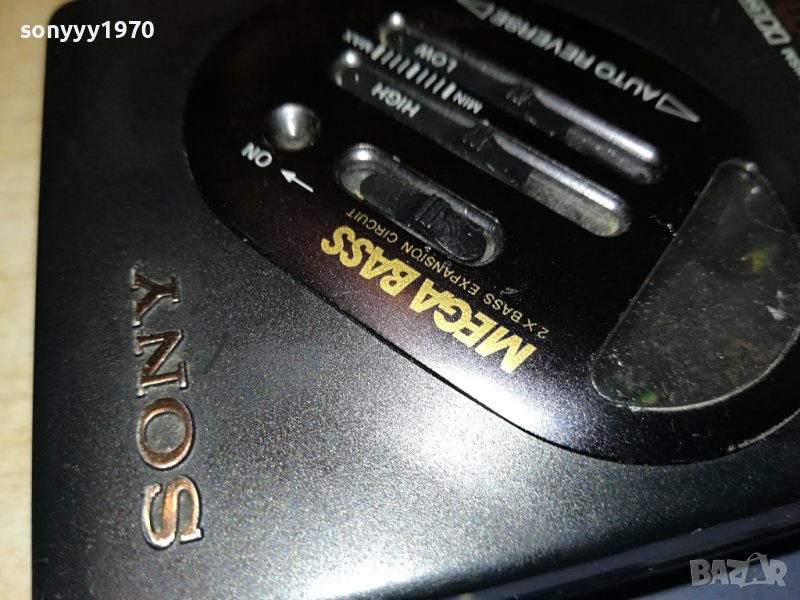 sonyyy1970
AUTO REVERSE
LOW
MAX
MIN
HIGH
ON
MEGA BASS
2 X BASS EXPANSION CIRCUIT
SONY
BAZAR